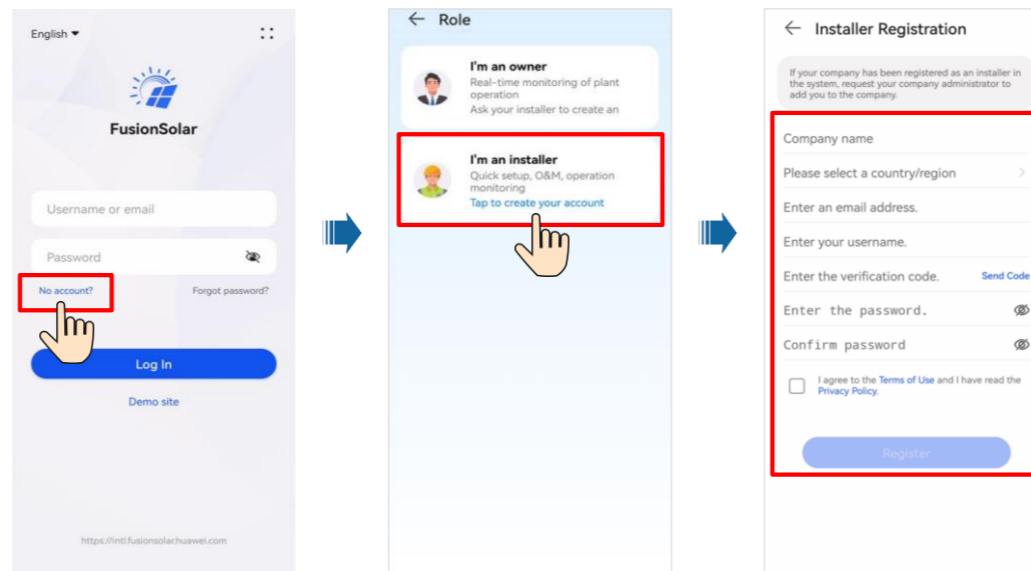 English
FusionSolar
Username or email
Password
No account?
Forgot password?
Log In
Demo site
https://intl.fusionsolar.huawei.com
Role
I'm an owner
Real-time monitoring of plant
operation
Ask your installer to create an
I'm an installer
Quick setup, O&M, operation
monitoring
Tap to create your account
Installer Registration
If your company has been registered as an installer in
the system, request your company administrator to
add you to the company.
Company name
Please select a country/region
Enter an email address.
Enter your username.
Enter the verification code.
Send Code
Enter the password.
Confirm password
I agree to the Terms of Use and I have read the
Privacy Policy.
Register